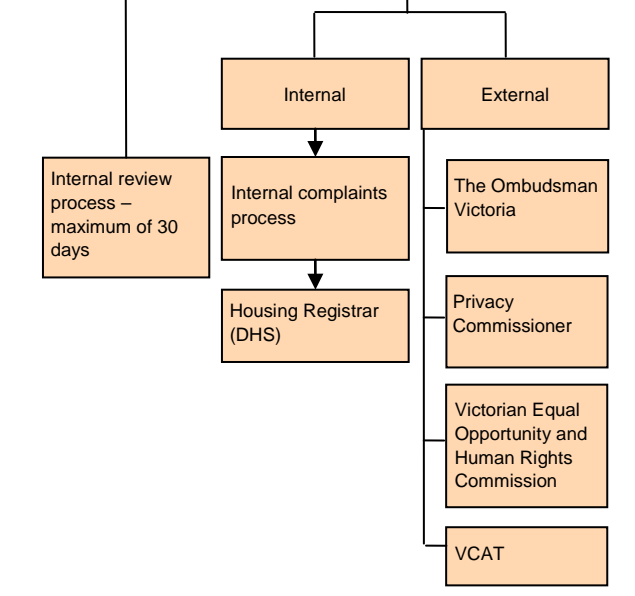 Internal
External
Internal review
process –
maximum of 30
days
Internal complaints
process
Housing Registrar
(DHS)
The Ombudsman
Victoria
Privacy
Commissioner
Victorian Equal
Opportunity and
Human Rights
Commission
VCAT